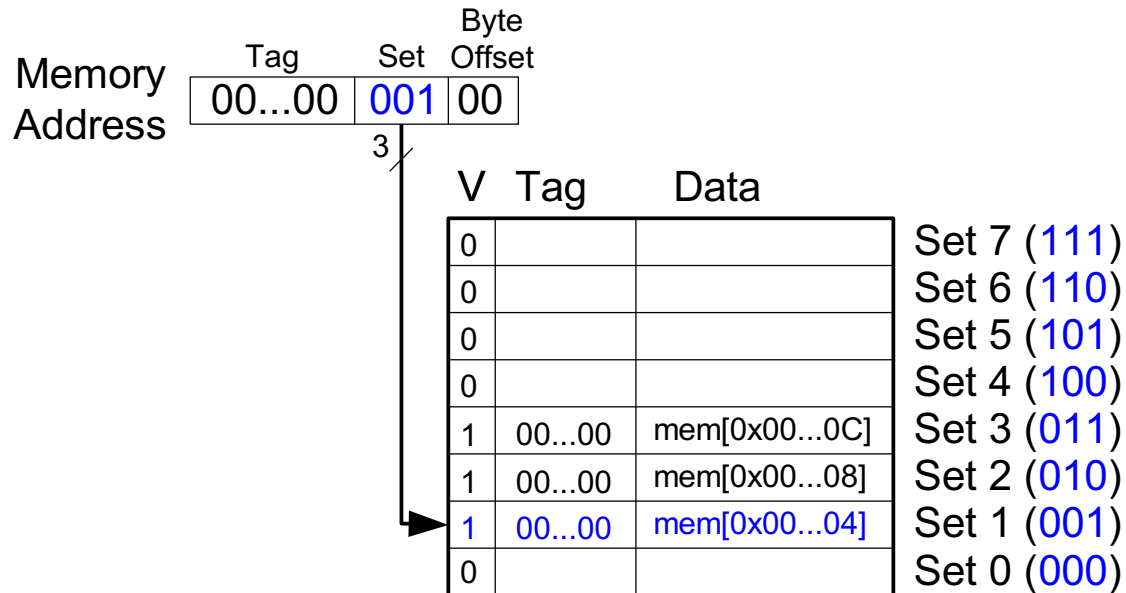 Byte
Tag Set Offset
Memory
Address
00...00 001 00
3
V Tag Data
0 Set 7 (111)
0 Set 6 (110)
0 Set 5 (101)
0 Set 4 (100)
1 00...00 mem[0x00...0C] Set 3 (011)
1 00...00 mem[0x00...08] Set 2 (010)
1 00...00 mem[0x00...04] Set 1 (001)
0 Set 0 (000)